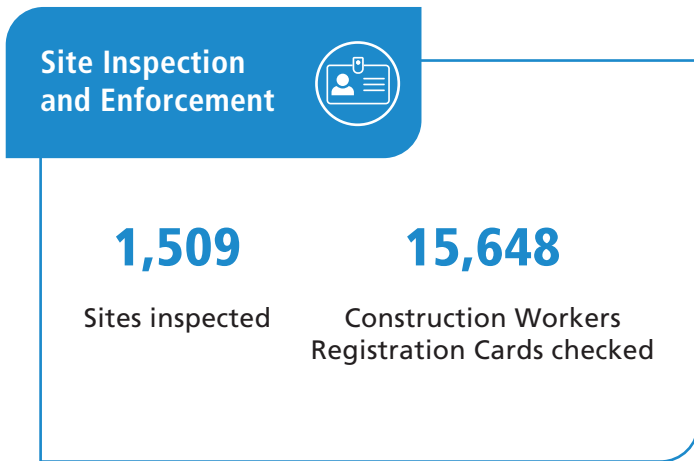 Site Inspection
and Enforcement
1,509
Sites inspected
15,648
Construction Workers
Registration Cards checked